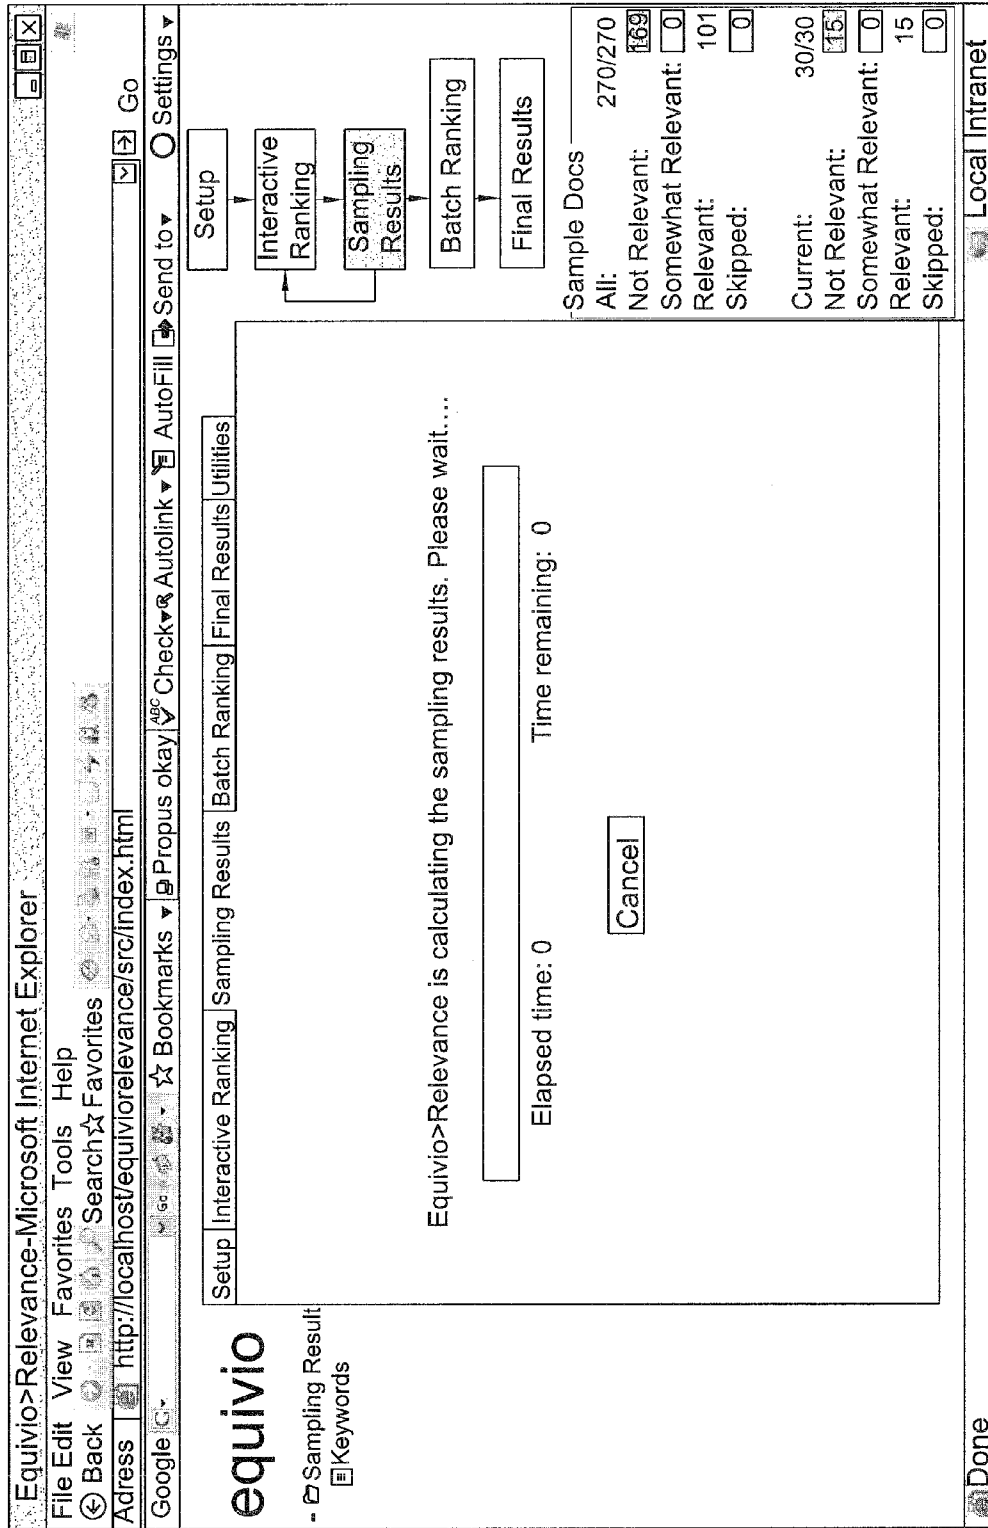 Equivio>Relevance-Microsoft Internet Explorer
File Edit View Favorites Tools Help
Back Search Favorites
Adress http://localhost/equiviorelevance/src/index.html Go
Google G Go Bookmarks Propus okay ABC Check Autolink AutoFill Send to Settings
equivio
- Sampling Result
Keywords
Setup Interactive Ranking Sampling Results Batch Ranking Final Results Utilities
Equivio>Relevance is calculating the sampling results. Please wait....
Elapsed time: 0 Time remaining: 0
Cancel
Setup
Interactive
Ranking
Sampling
Results
Batch Ranking
Final Results
Sample Docs
All: 270/270
Not Relevant: 169
Somewhat Relevant: 0
Relevant: 101
Skipped: 0
Current: 30/30
Not Relevant: 15
Somewhat Relevant: 0
Relevant: 15
Skipped: 0
Done Local Intranet